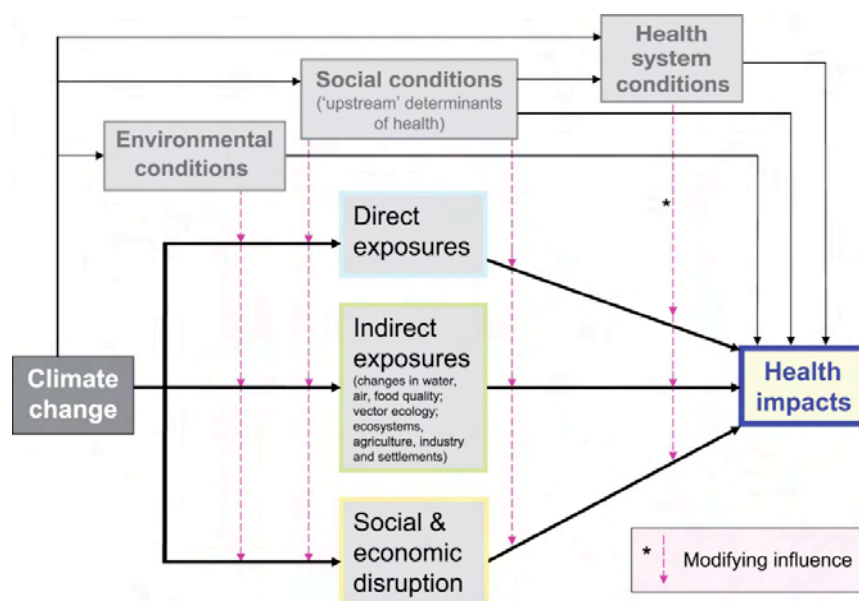 Health
system
conditions
Social conditions
(‘upstream’ determinants
of health)
Environmental
conditions
*
Direct
exposures
Indirect
exposures
(changes in water,
air, food quality;
vector ecology;
ecosystems,
agriculture, industry
and settlements)
Climate
change
Health
impacts
Social &
economic
disruption
* Modifying influence